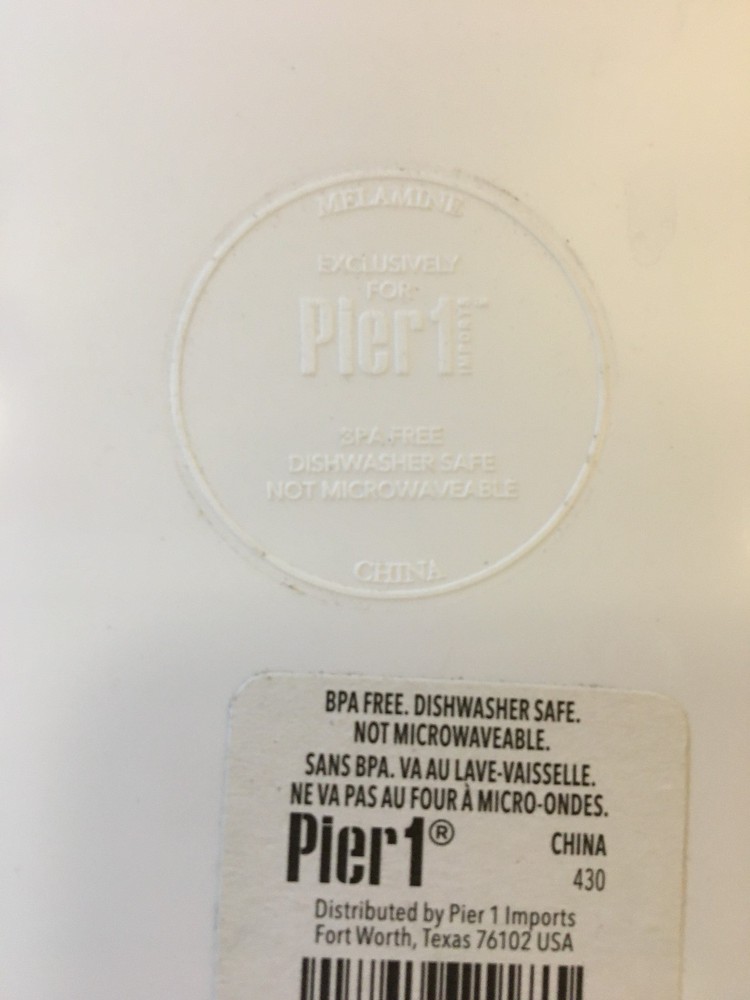 MELAMINE
EXCLUSIVELY
FOR
Pier1 IMPORTS™
BPA FREE
DISHWASHER SAFE
NOT MICROWAVEABLE
CHINA
BPA FREE. DISHWASHER SAFE.
NOT MICROWAVEABLE.
SANS BPA. VA AU LAVE-VAISSELLE.
NE VA PAS AU FOUR À MICRO-ONDES.
Pier1® CHINA
430
Distributed by Pier 1 Imports
Fort Worth, Texas 76102 USA